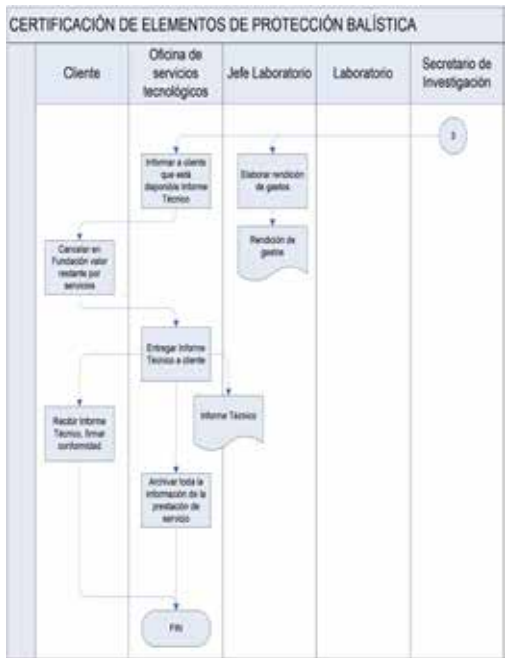 CERTIFICACIÓN DE ELEMENTOS DE PROTECCIÓN BALÍSTICA
Cliente
Oficina de
servicios
tecnológicos
Jefe Laboratorio
Laboratorio
Secretario de
Investigación
3
Informar a cliente
que está
disponible Informe
Técnico
Elaborar rendición
de gastos
Rendición de
gastos
Cancelar en
Fundación valor
restante por
servicios
Entregar Informe
Técnico a cliente
Informe Técnico
Recibir Informe
Técnico, firmar
conformidad
Archivar toda la
información de la
prestación de
servicio
FIN